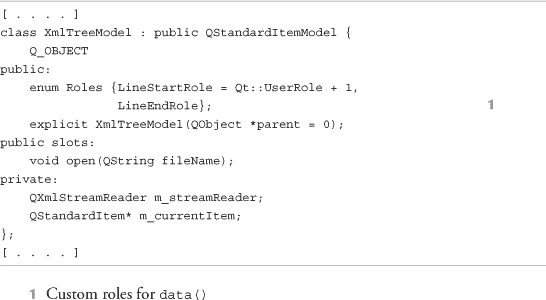 [ . . . . ]
class XmlTreeModel : public QStandardItemModel {
    Q_OBJECT
public:
    enum Roles {LineStartRole = Qt::UserRole + 1,
                LineEndRole}; 1
    explicit XmlTreeModel(QObject *parent = 0);
public slots:
    void open(QString fileName);
private:
    QXmlStreamReader m_streamReader;
    QStandardItem* m_currentItem;
};
[ . . . . ]
1 Custom roles for data()